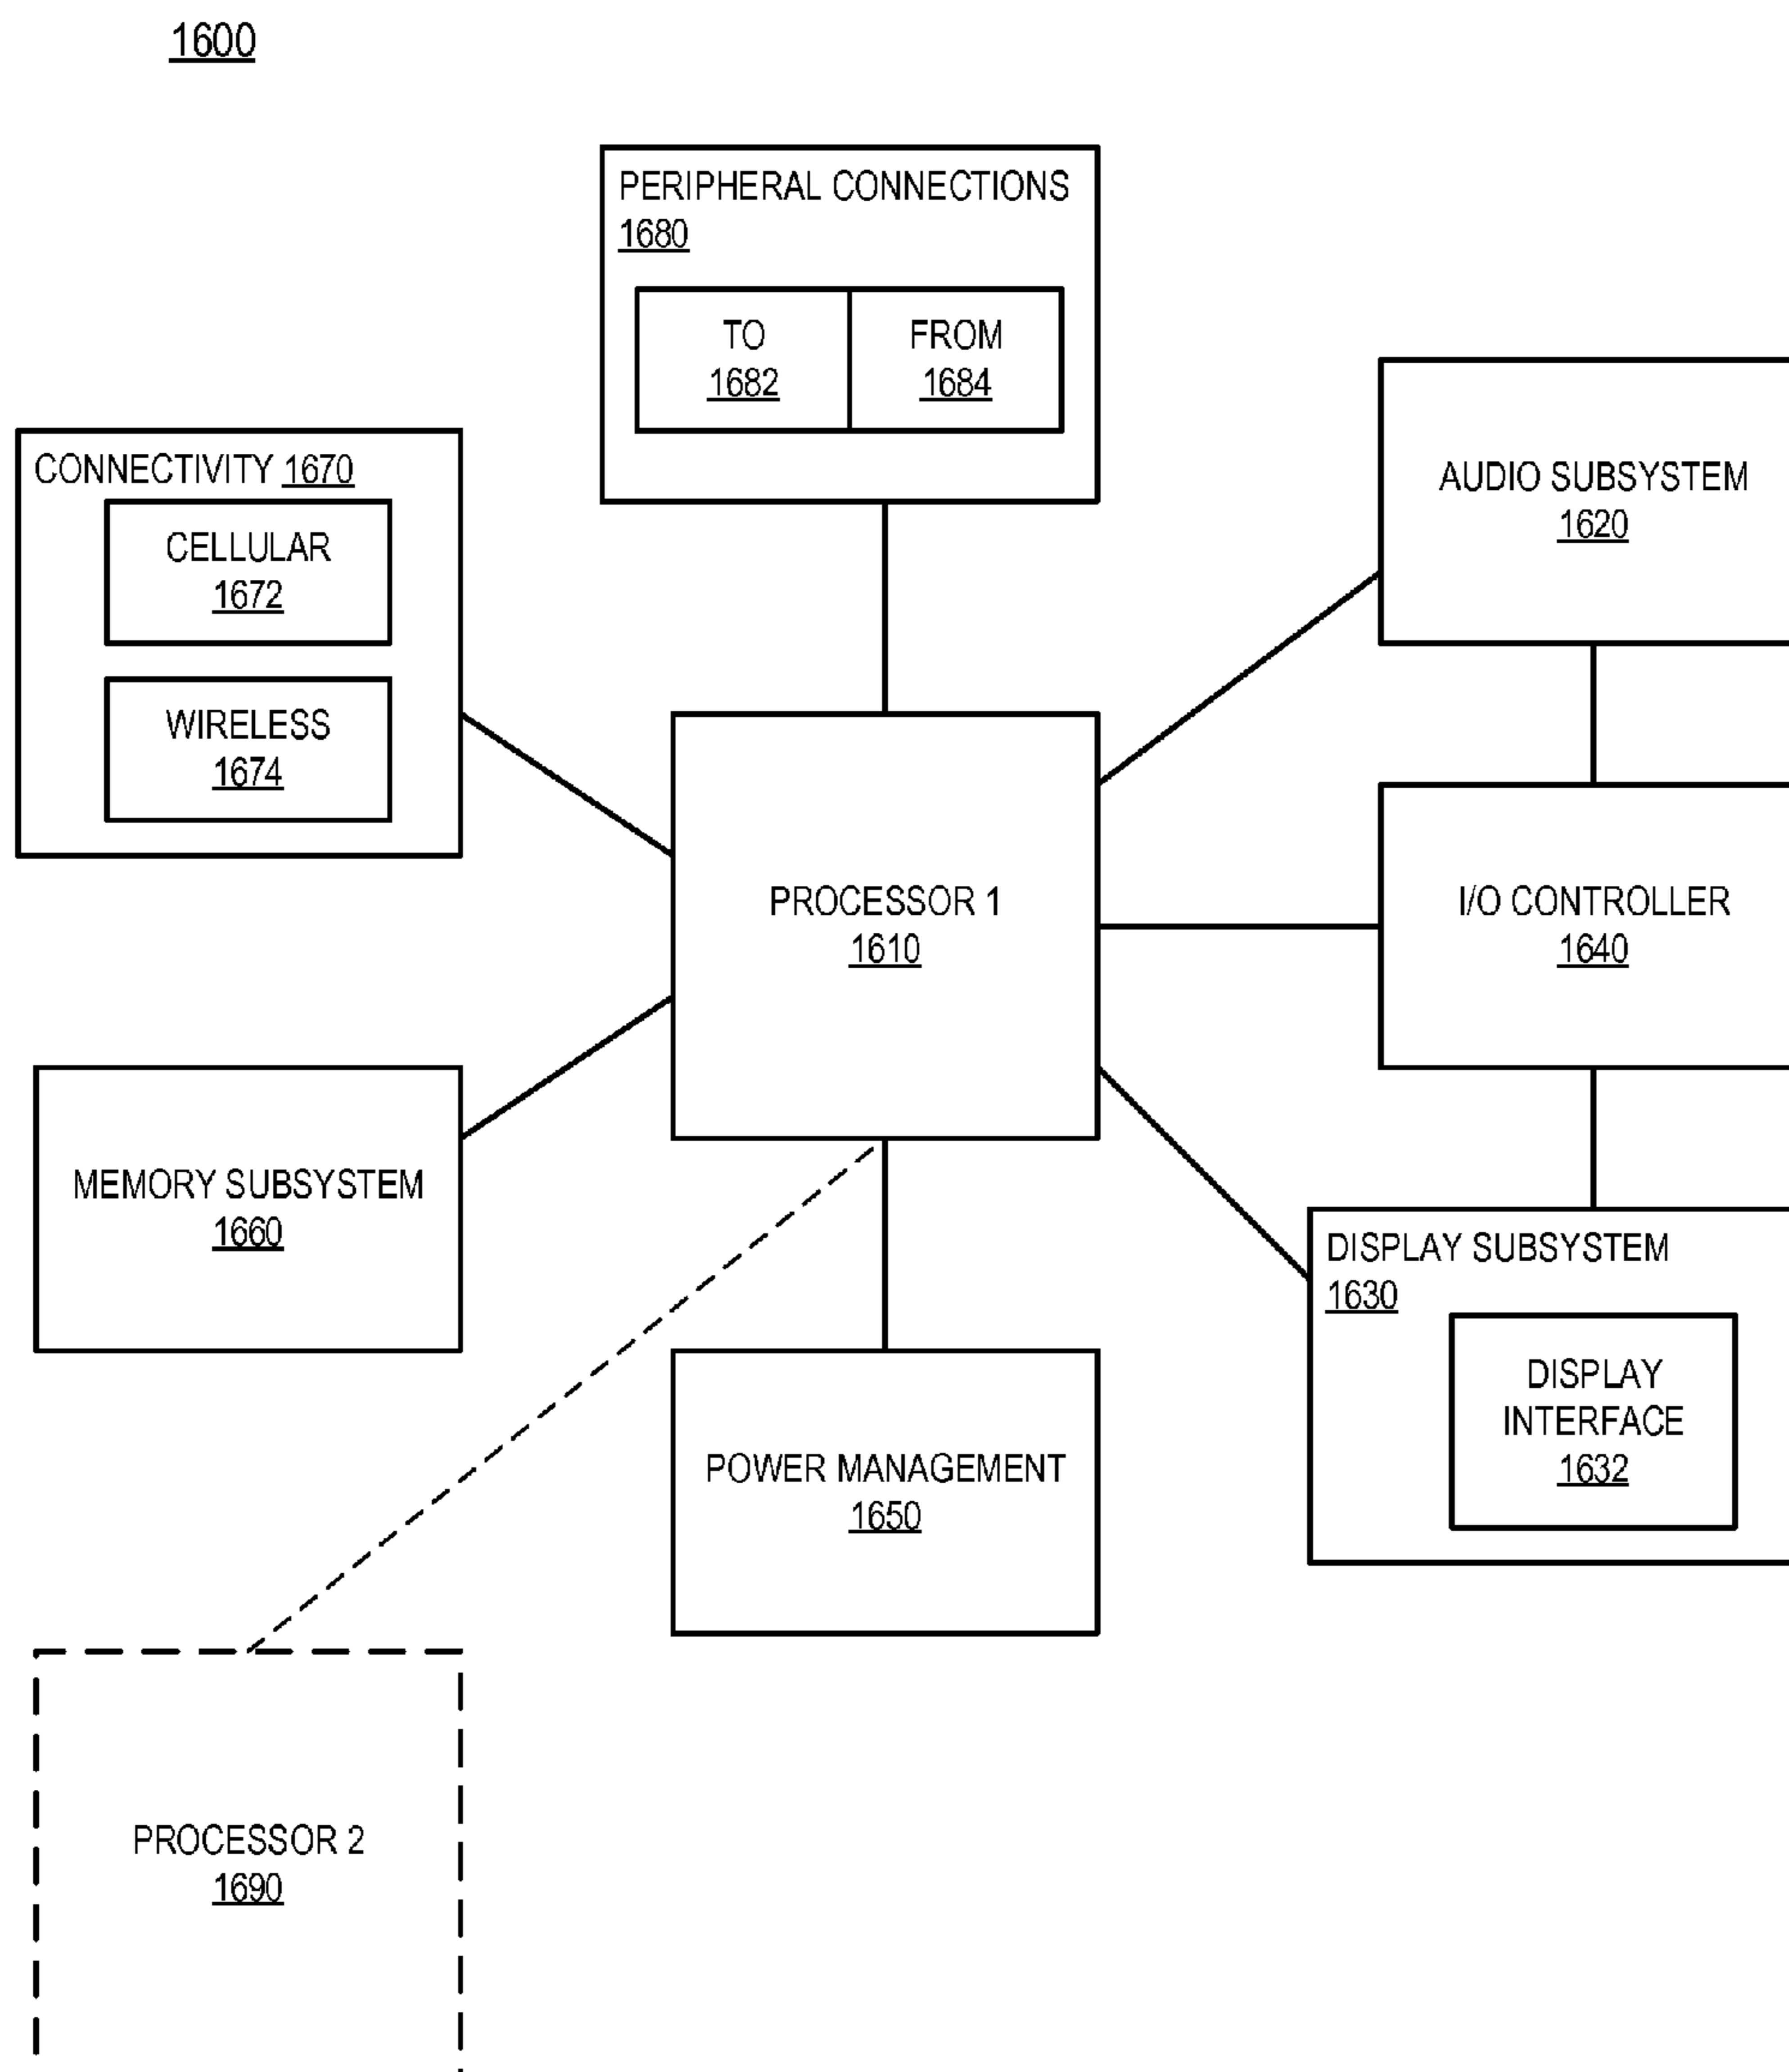 1600
PERIPHERAL CONNECTIONS
1680
TO
1682
FROM
1684
CONNECTIVITY 1670
CELLULAR
1672
WIRELESS
1674
AUDIO SUBSYSTEM
1620
PROCESSOR 1
1610
I/O CONTROLLER
1640
MEMORY SUBSYSTEM
1660
DISPLAY SUBSYSTEM
1630
DISPLAY
INTERFACE
1632
POWER MANAGEMENT
1650
PROCESSOR 2
1690